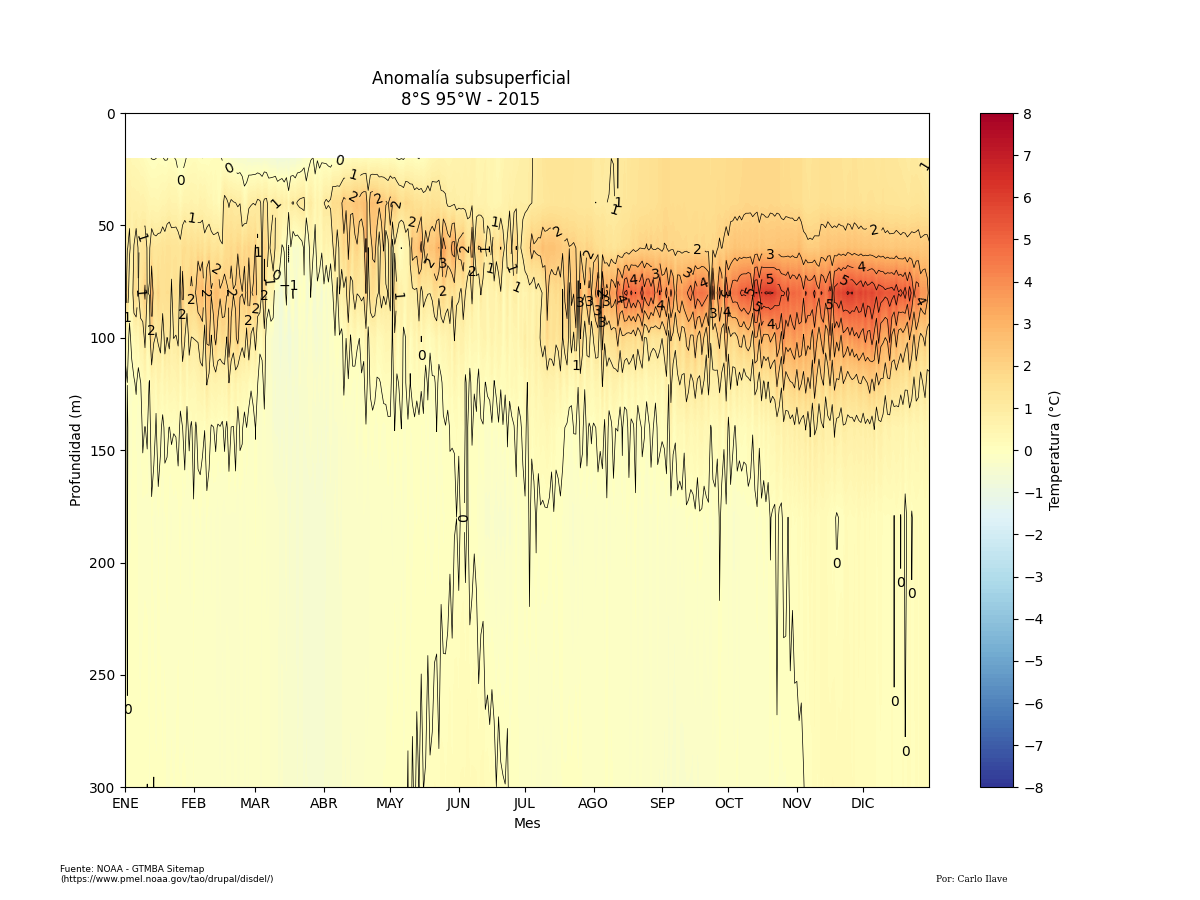 Anomalía subsuperficial
8°S 95°W - 2015
0
50
100
150
200
250
300
Profundidad (m)
ENE FEB MAR ABR MAY JUN JUL AGO SEP OCT NOV DIC
Mes
8
7
6
5
4
3
2
1
0
−1
−2
−3
−4
−5
−6
−7
−8
Temperatura (°C)
Fuente: NOAA - GTMBA Sitemap
(https://www.pmel.noaa.gov/tao/drupal/disdel/)
Por: Carlo Ilave